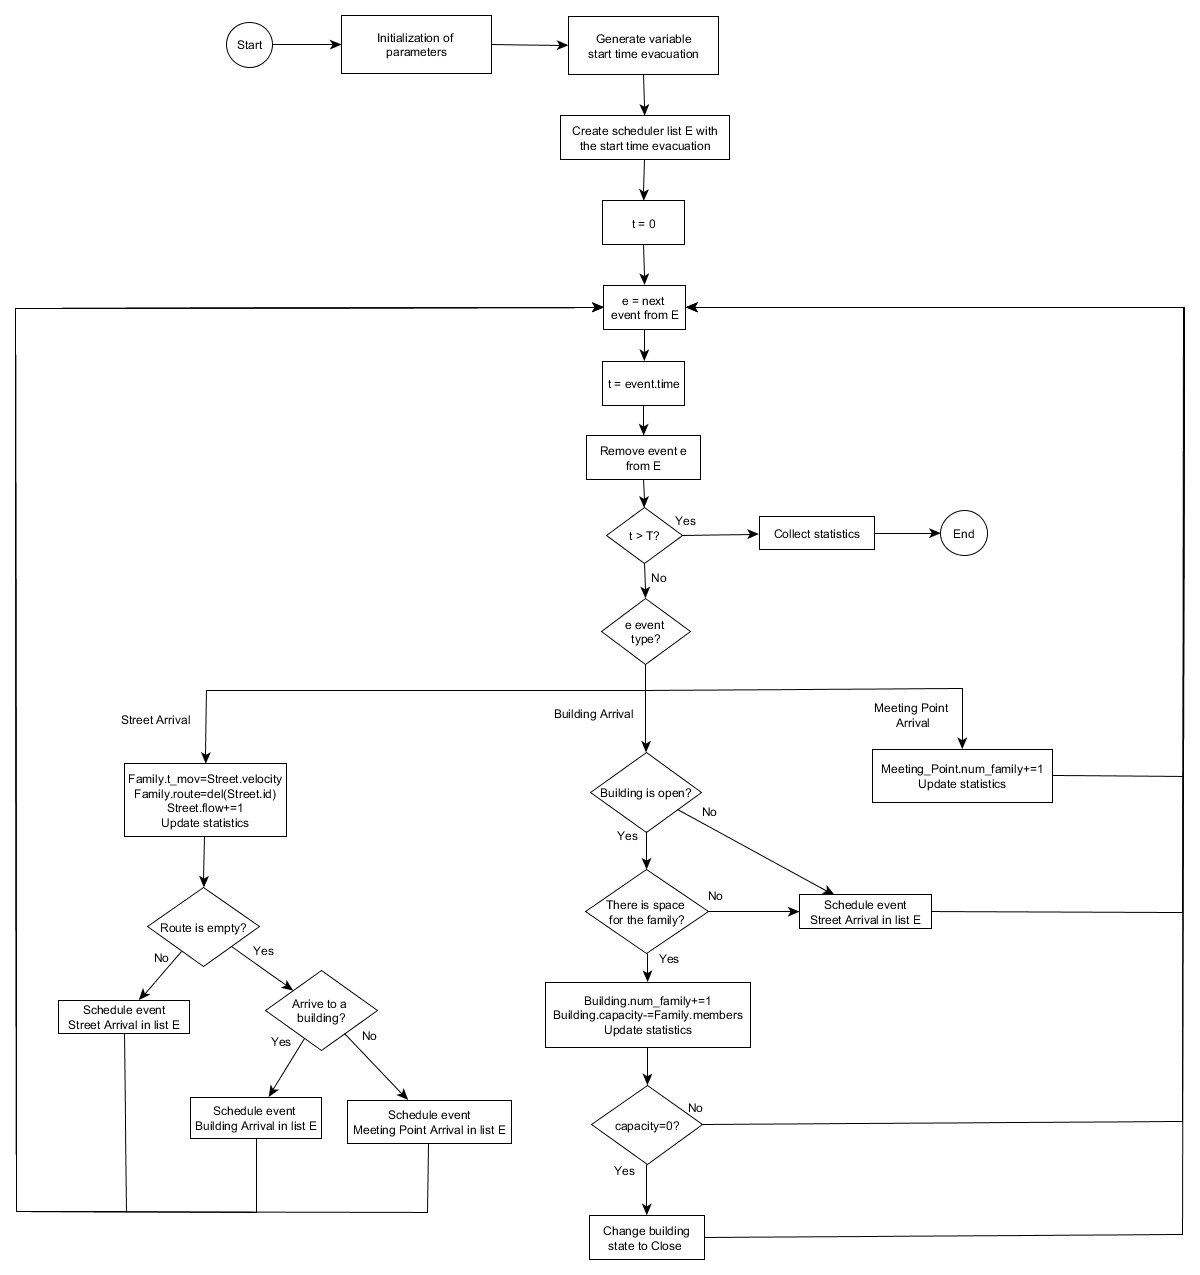 Start
Initialization of
parameters
Generate variable
start time evacuation
Create scheduler list E with
the start time evacuation
t = 0
e = next
event from E
t = event.time
Remove event e
from E
t > T?
Yes
Collect statistics
End
No
e event
type?
Street Arrival
Building Arrival
Meeting Point
Arrival
Family.t_mov=Street.velocity
Family.route=del(Street.id)
Street.flow+=1
Update statistics
Building is open?
Meeting_Point.num_family+=1
Update statistics
No
Yes
Route is empty?
There is space
for the family?
No
Schedule event
Street Arrival in list E
No
Yes
Yes
Schedule event
Street Arrival in list E
Arrive to a
building?
Building.num_family+=1
Building.capacity-=Family.members
Update statistics
Yes
No
Schedule event
Building Arrival in list E
Schedule event
Meeting Point Arrival in list E
capacity=0?
No
Yes
Change building
state to Close